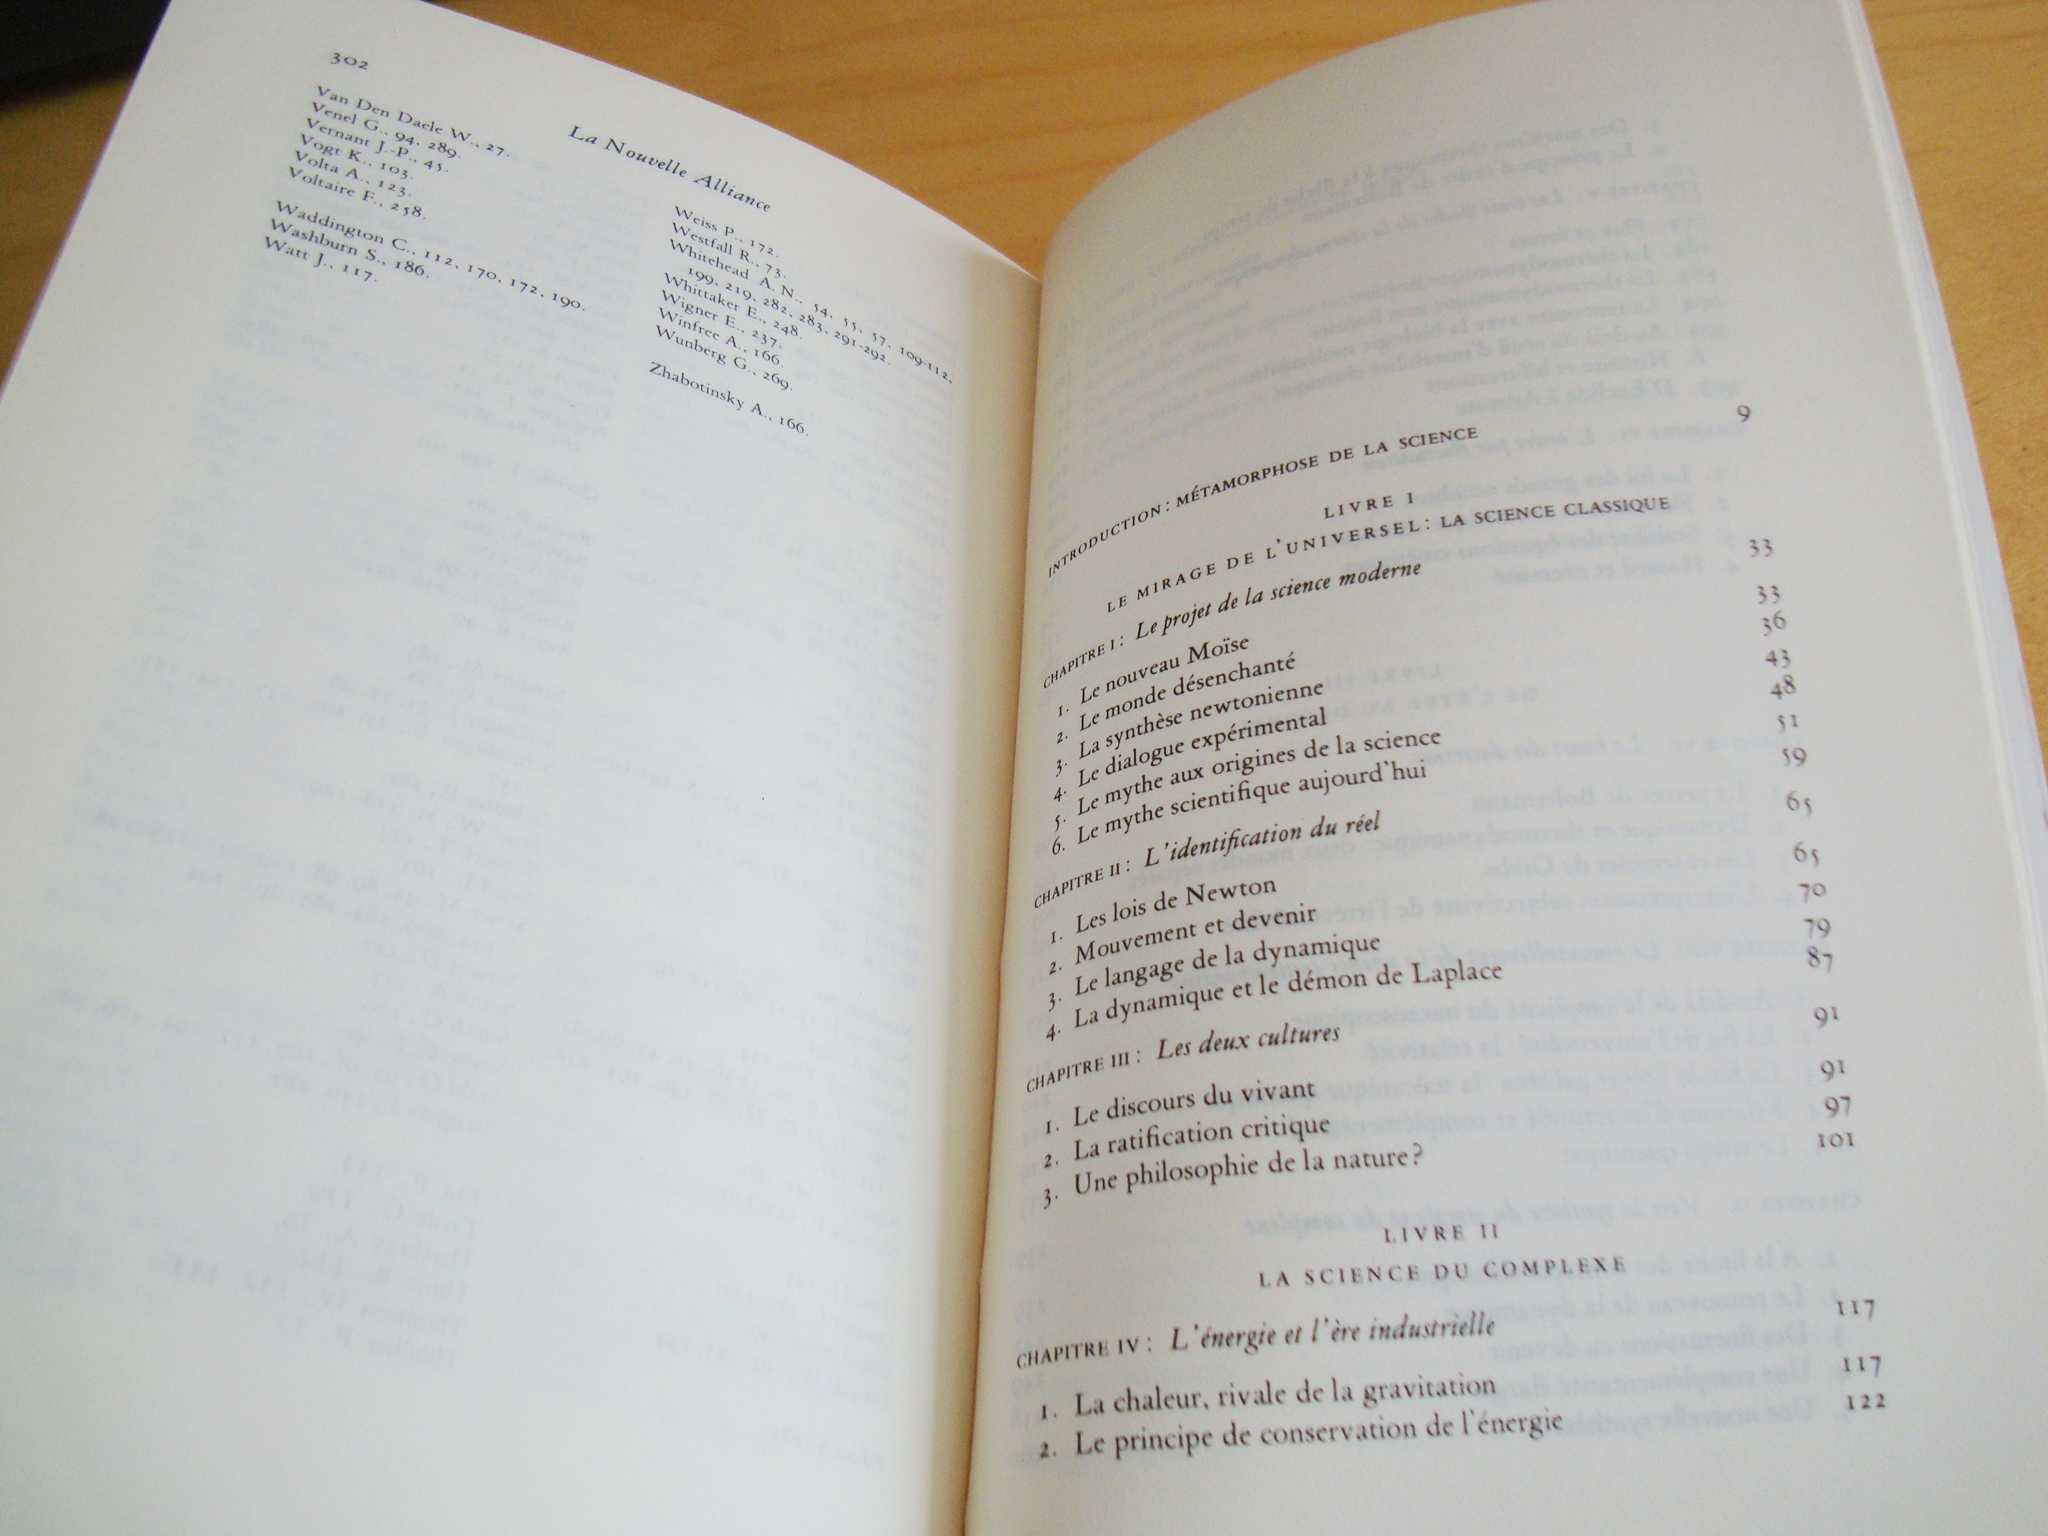 302
La Nouvelle Alliance
Van Den Daele W., 27.
Venel G., 94, 289.
Vernant J.-P., 45.
Vogt K., 103.
Volta A., 123.
Voltaire F., 258.
Waddington C., 112, 170, 172, 190.
Washburn S., 186.
Watt J., 117.
Weiss P., 172.
Westfall R., 73.
Whitehead A. N., 54, 55, 57, 109-112,
199, 219, 282, 283, 291-292.
Whittaker E., 248.
Wigner E., 237.
Winfree A., 166.
Wunberg G., 269.
Zhabotinsky A., 166.
INTRODUCTION : MÉTAMORPHOSE DE LA SCIENCE 9
LIVRE I
LE MIRAGE DE L'UNIVERSEL : LA SCIENCE CLASSIQUE
CHAPITRE I : Le projet de la science moderne 33
1. Le nouveau Moïse 33
2. Le monde désenchanté 36
3. La synthèse newtonienne 43
4. Le dialogue expérimental 48
5. Le mythe aux origines de la science 51
6. Le mythe scientifique aujourd'hui 59
CHAPITRE II : L'identification du réel 65
1. Les lois de Newton 65
2. Mouvement et devenir 70
3. Le langage de la dynamique 79
4. La dynamique et le démon de Laplace 87
CHAPITRE III : Les deux cultures 91
1. Le discours du vivant 91
2. La ratification critique 97
3. Une philosophie de la nature ? 101
LIVRE II
LA SCIENCE DU COMPLEXE
CHAPITRE IV : L'énergie et l'ère industrielle 117
1. La chaleur, rivale de la gravitation 117
2. Le principe de conservation de l'énergie 122